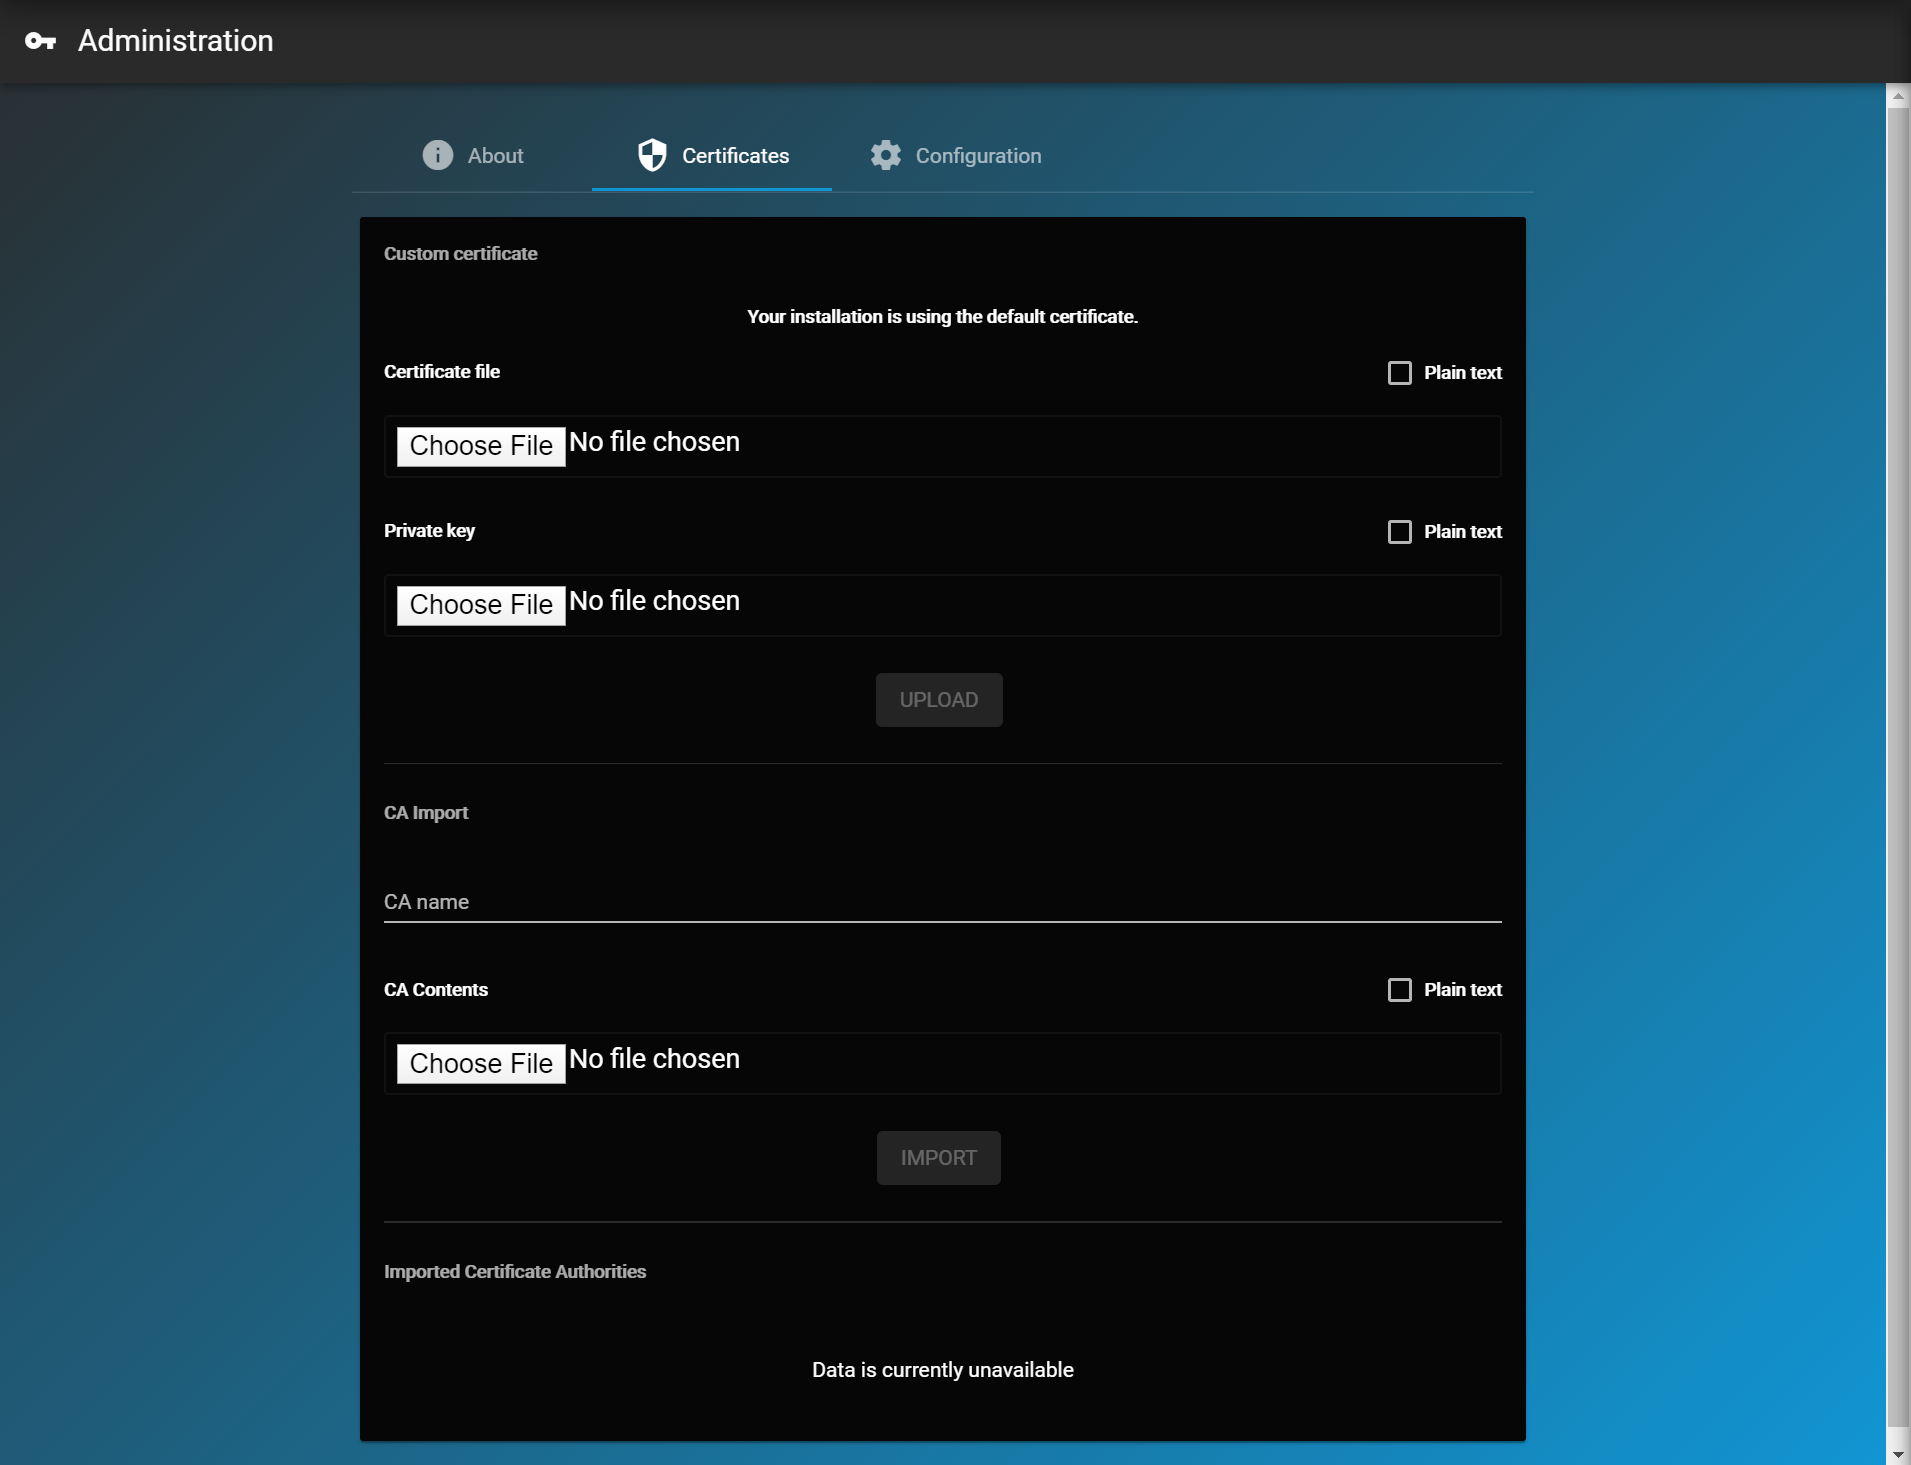 Administration
About
Certificates
Configuration
Custom certificate
Your installation is using the default certificate.
Certificate file
Plain text
Choose File No file chosen
Private key
Plain text
Choose File No file chosen
UPLOAD
CA Import
CA name
CA Contents
Plain text
Choose File No file chosen
IMPORT
Imported Certificate Authorities
Data is currently unavailable